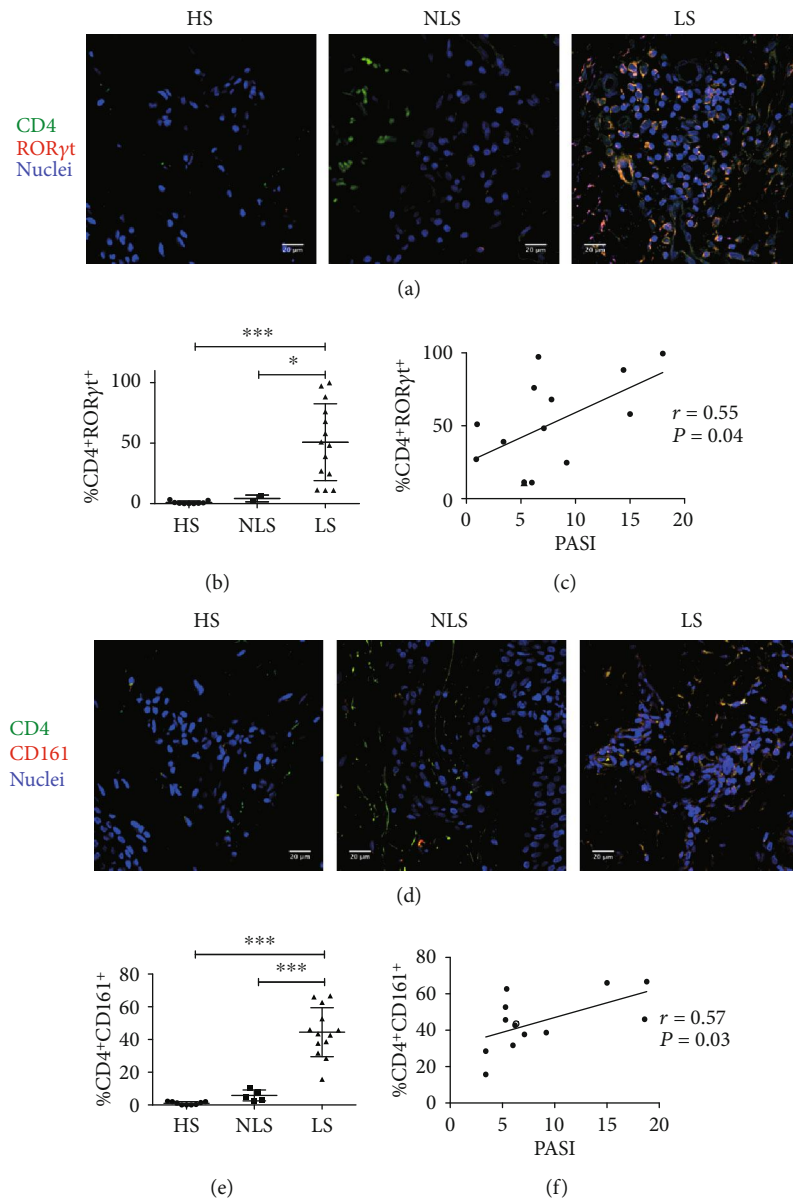 HS NLS LS
CD4
RORγt
Nuclei
20 μm 20 μm 20 μm
(a)
%CD4+RORγt+
100
50
0
*** 
*
HS NLS LS
(b)
%CD4+RORγt+
100
50
0
0 5 10 15 20
PASI
r = 0.55
P = 0.04
(c)
HS NLS LS
CD4
CD161
Nuclei
20 μm 20 μm 20 μm
(d)
%CD4+CD161+
80
60
40
20
0
***
***
HS NLS LS
(e)
%CD4+CD161+
80
60
40
20
0
0 5 10 15 20
PASI
r = 0.57
P = 0.03
(f)